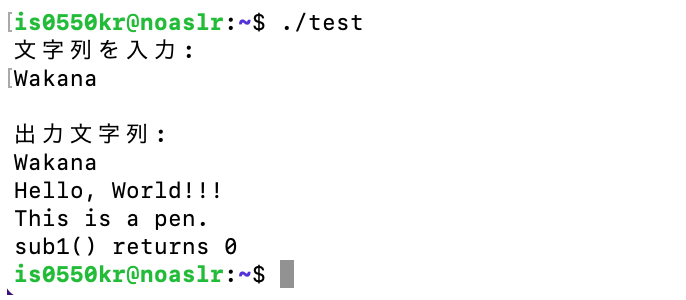 [is0550kr@noaslr:~$ ./test
文字列を入力:
[Wakana

出力文字列:
Wakana
Hello, World!!!
This is a pen.
sub1() returns 0
is0550kr@noaslr:~$